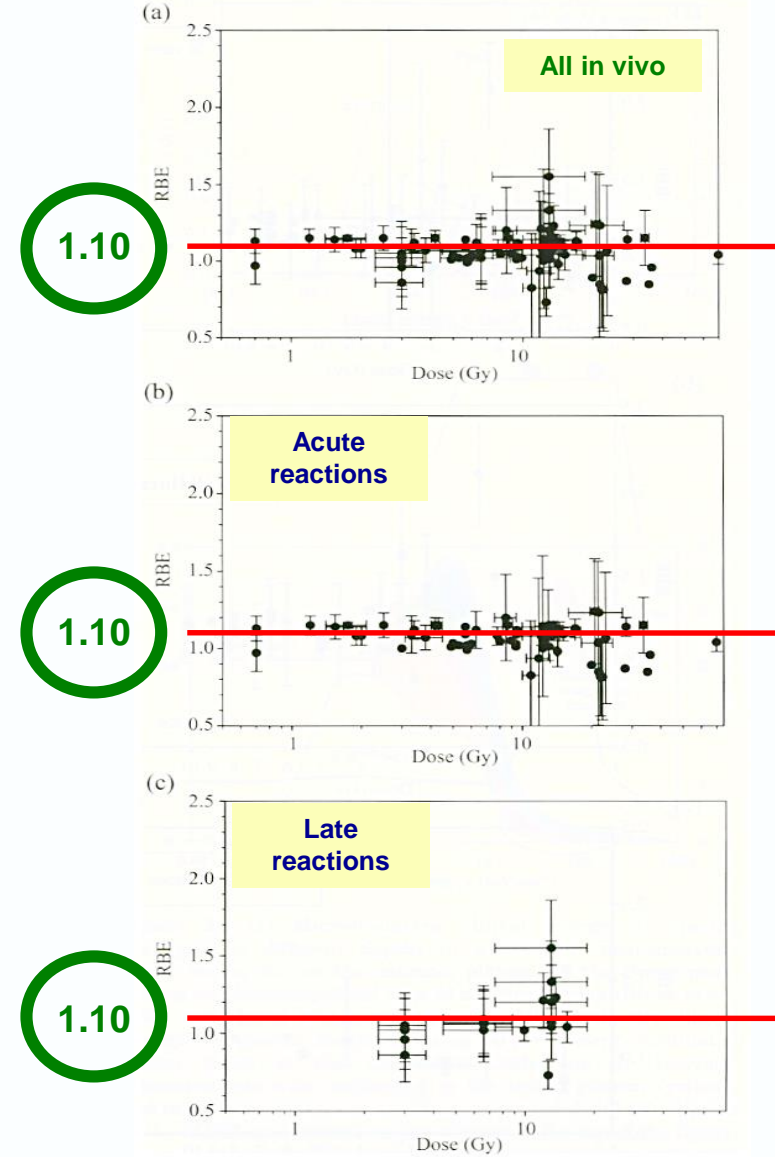 (a)
2.5
All in vivo
2.0
RBE
1.5
1.10
1.0
0.5
1
10
Dose (Gy)
(b)
2.5
Acute
reactions
2.0
RBE
1.5
1.10
1.0
0.5
1
10
Dose (Gy)
(c)
2.5
Late
reactions
2.0
RBE
1.5
1.10
1.0
0.5
1
10
Dose (Gy)